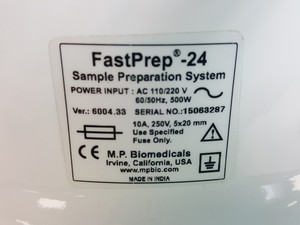 FastPrep®-24
Sample Preparation System
POWER INPUT : AC 110/220 V
60/50Hz, 500W
Ver.: 6004.33 SERIAL NO.:15063287
10A, 250V, 5x20 mm
Use Specified
Fuse Only.
M.P. Biomedicals
Irvine, California, USA
www.mpbio.com
MADE IN INDIA